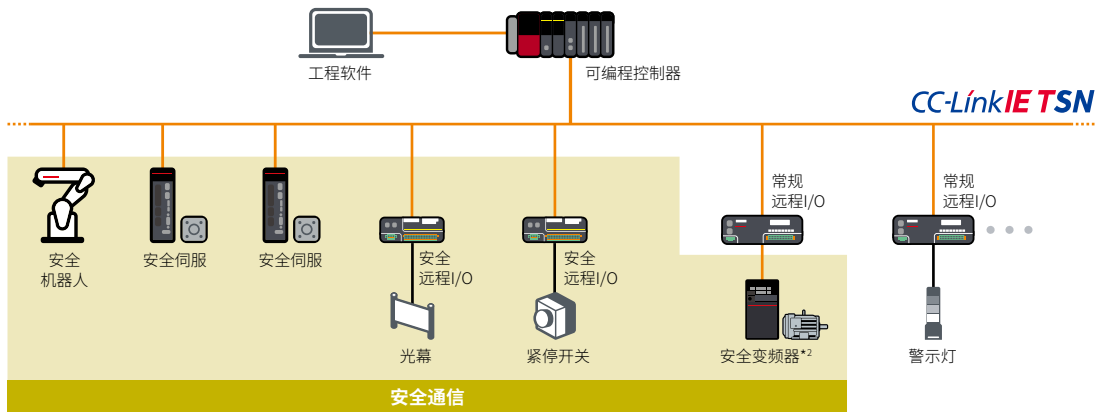 工程软件
可编程控制器
CC-Link IE TSN
常规
远程I/O
常规
远程I/O
安全
机器人
安全伺服
安全伺服
安全
远程I/O
安全
远程I/O
光幕
紧停开关
安全变频器*2
警示灯
安全通信